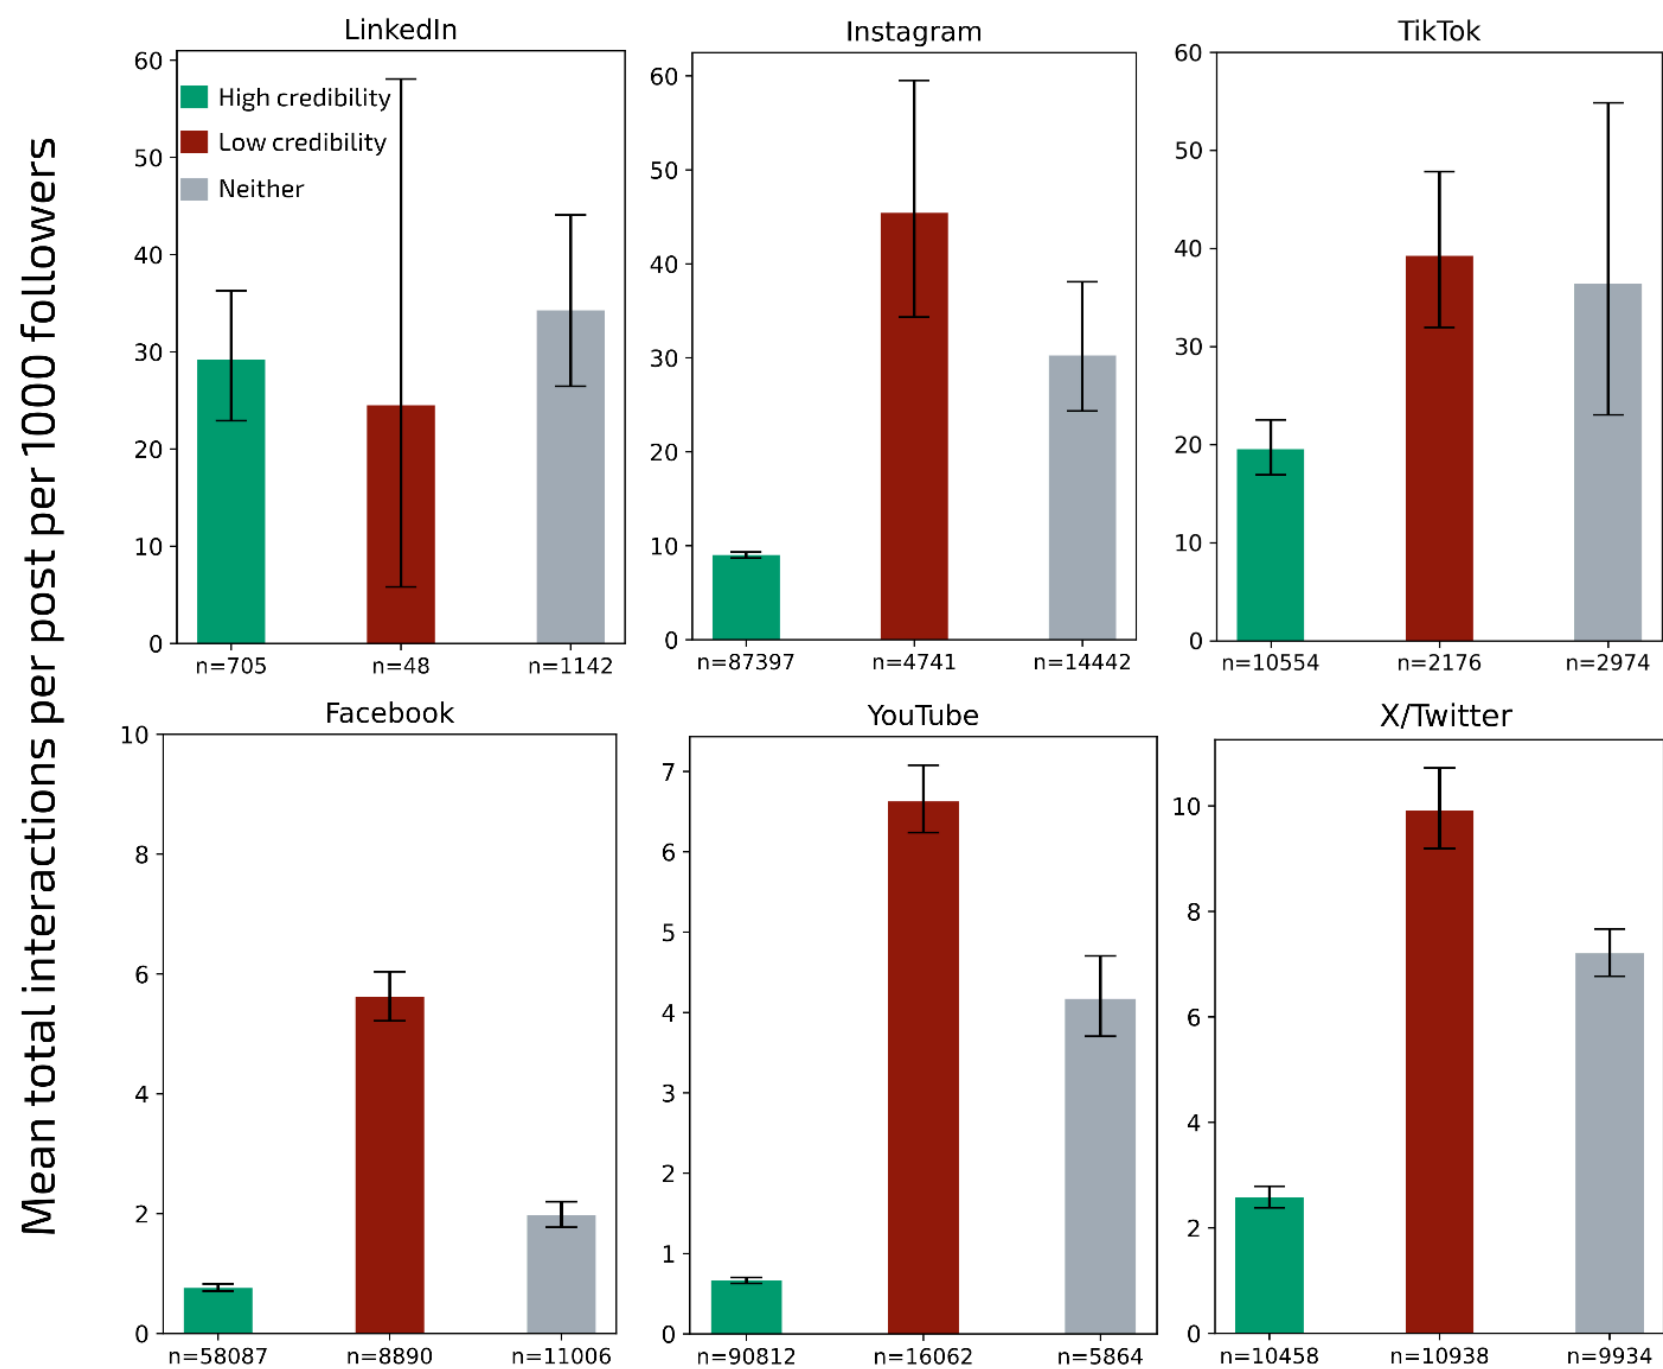 Mean total interactions per post per 1000 followers
LinkedIn
60
50
40
30
20
10
0
High credibility
Low credibility
Neither
n=705 n=48 n=1142
Instagram
60
50
40
30
20
10
0
n=87397 n=4741 n=14442
TikTok
60
50
40
30
20
10
0
n=10554 n=2176 n=2974
Facebook
10
8
6
4
2
0
n=58087 n=8890 n=11006
YouTube
7
6
5
4
3
2
1
0
n=90812 n=16062 n=5864
X/Twitter
10
8
6
4
2
0
n=10458 n=10938 n=9934